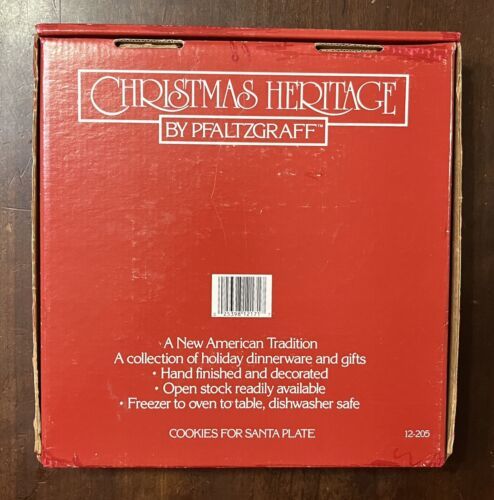 CHRISTMAS HERITAGE
BY PFALTZGRAFF™
A New American Tradition
A collection of holiday dinnerware and gifts
• Hand finished and decorated
• Open stock readily available
• Freezer to oven to table, dishwasher safe
COOKIES FOR SANTA PLATE
12-205